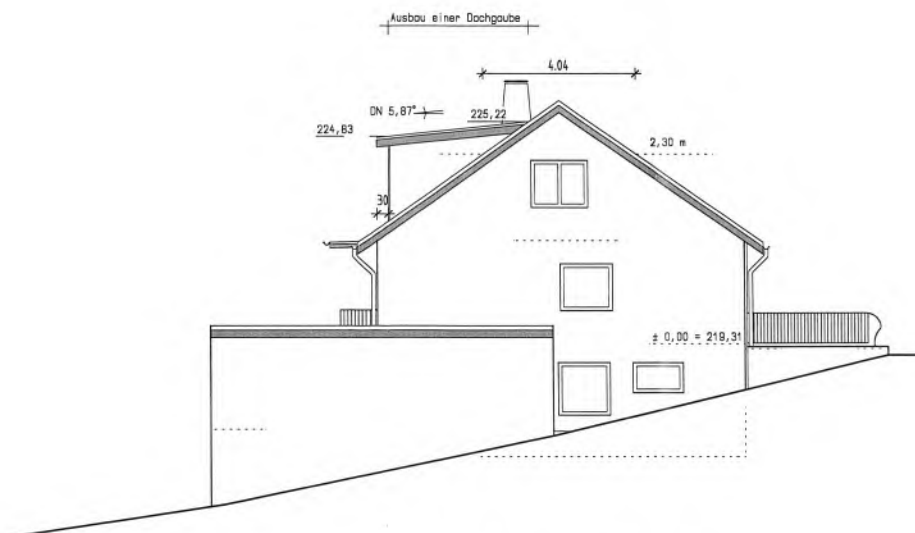 Ausbau einer Dachgaube
4.04
DN 5,87°
225,22
224,83
2,30 m
30
± 0,00 = 219,31